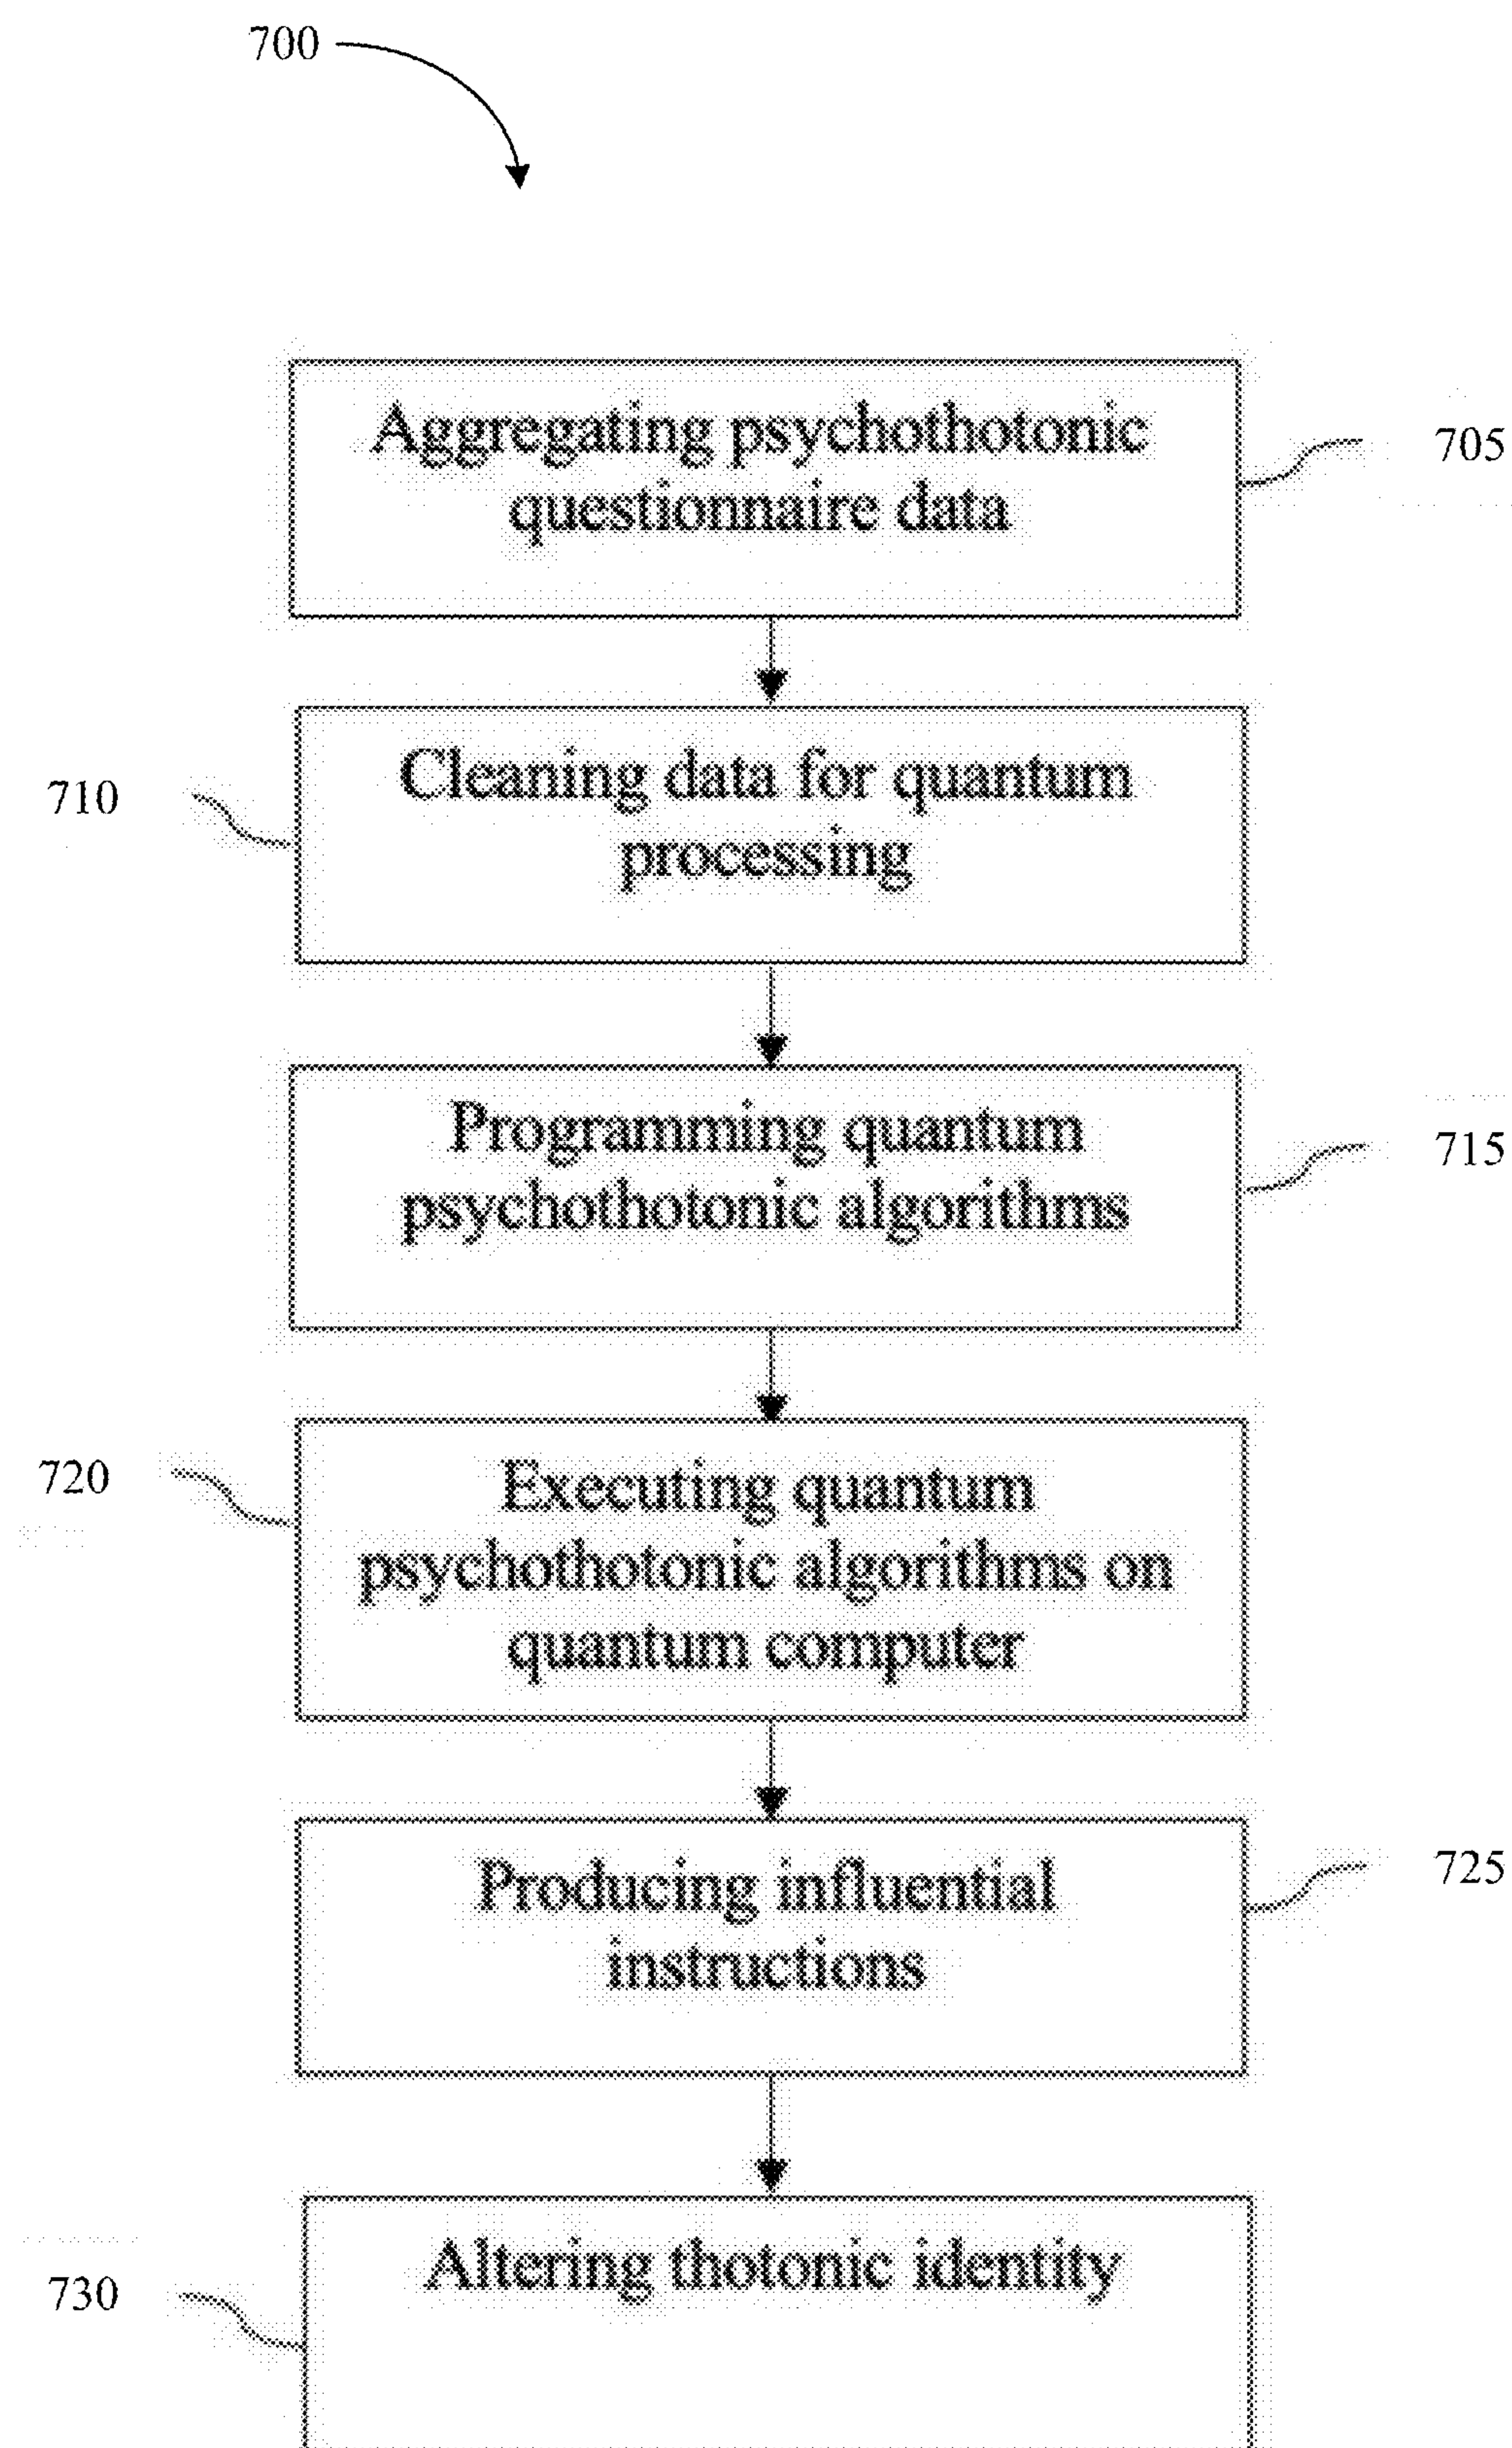 700
Aggregating psychothotonic
questionnaire data
705
Cleaning data for quantum
processing
710
Programming quantum
psychothotonic algorithms
715
Executing quantum
psychothotonic algorithms on
quantum computer
720
Producing influential
instructions
725
Altering thotonic identity
730